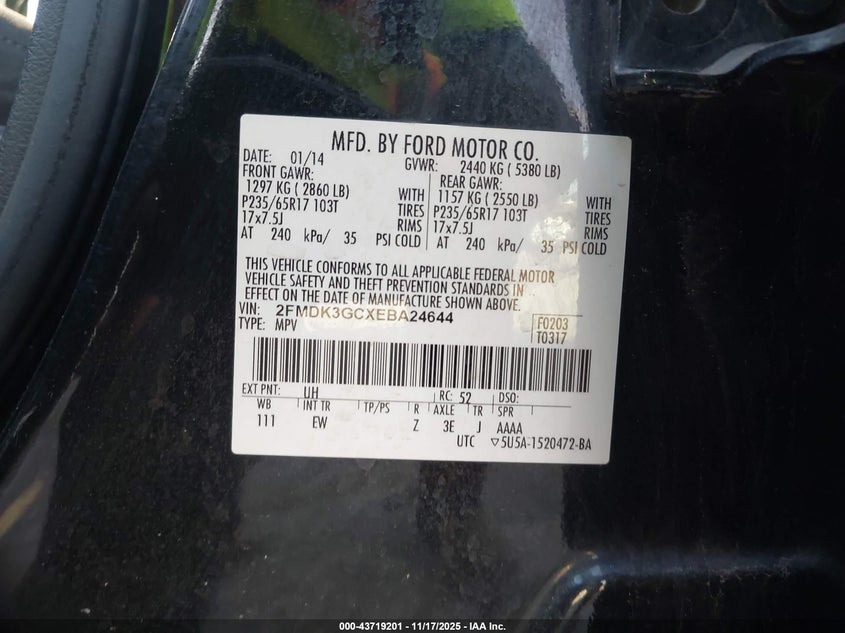 MFD. BY FORD MOTOR CO.
DATE: 01/14 GVWR: 2440 KG ( 5380 LB)
FRONT GAWR: REAR GAWR:
1297 KG ( 2860 LB) WITH 1157 KG ( 2550 LB) WITH
P235/65R17 103T TIRES P235/65R17 103T TIRES
17x7.5J RIMS 17x7.5J RIMS
AT 240 kPa/ 35 PSI COLD AT 240 kPa/ 35 PSI COLD
THIS VEHICLE CONFORMS TO ALL APPLICABLE FEDERAL MOTOR
VEHICLE SAFETY AND THEFT PREVENTION STANDARDS IN
EFFECT ON THE DATE OF MANUFACTURE SHOWN ABOVE.
VIN: 2FMDK3GCXEBA24644 F0203
TYPE: MPV T0317
EXT PNT: UH RC: 52 DSO:
WB INT TR TP/PS R AXLE TR SPR
111 EW Z 3E J AAAA
UTC ▽5U5A-1520472-BA
000-43719201 - 11/17/2025 - IAA Inc.